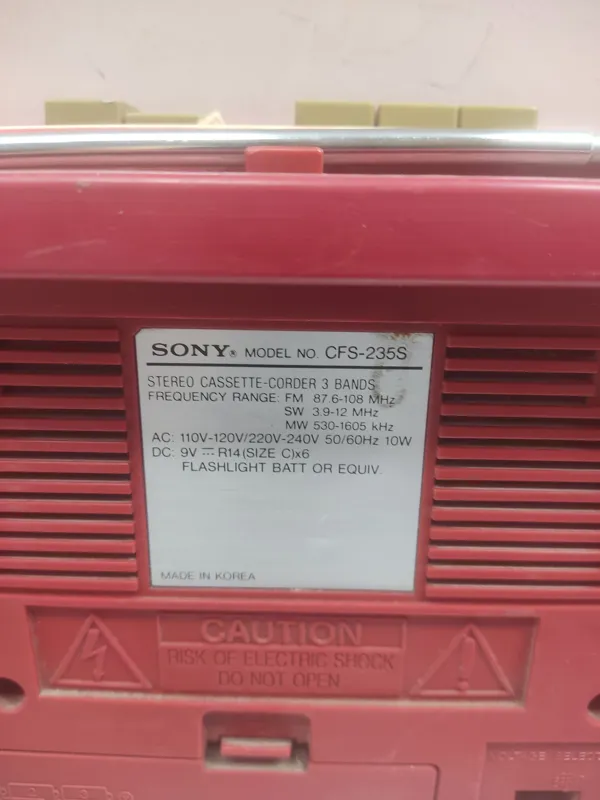 SONY® MODEL NO. CFS-235S
STEREO CASSETTE-CORDER 3 BANDS
FREQUENCY RANGE: FM 87.6-108 MHz
SW 3.9-12 MHz
MW 530-1605 kHz
AC: 110V-120V/220V-240V 50/60Hz 10W
DC: 9V ⎓ R14(SIZE C)x6
FLASHLIGHT BATT OR EQUIV
MADE IN KOREA
CAUTION
RISK OF ELECTRIC SHOCK
DO NOT OPEN
VOLTAGE SELECT